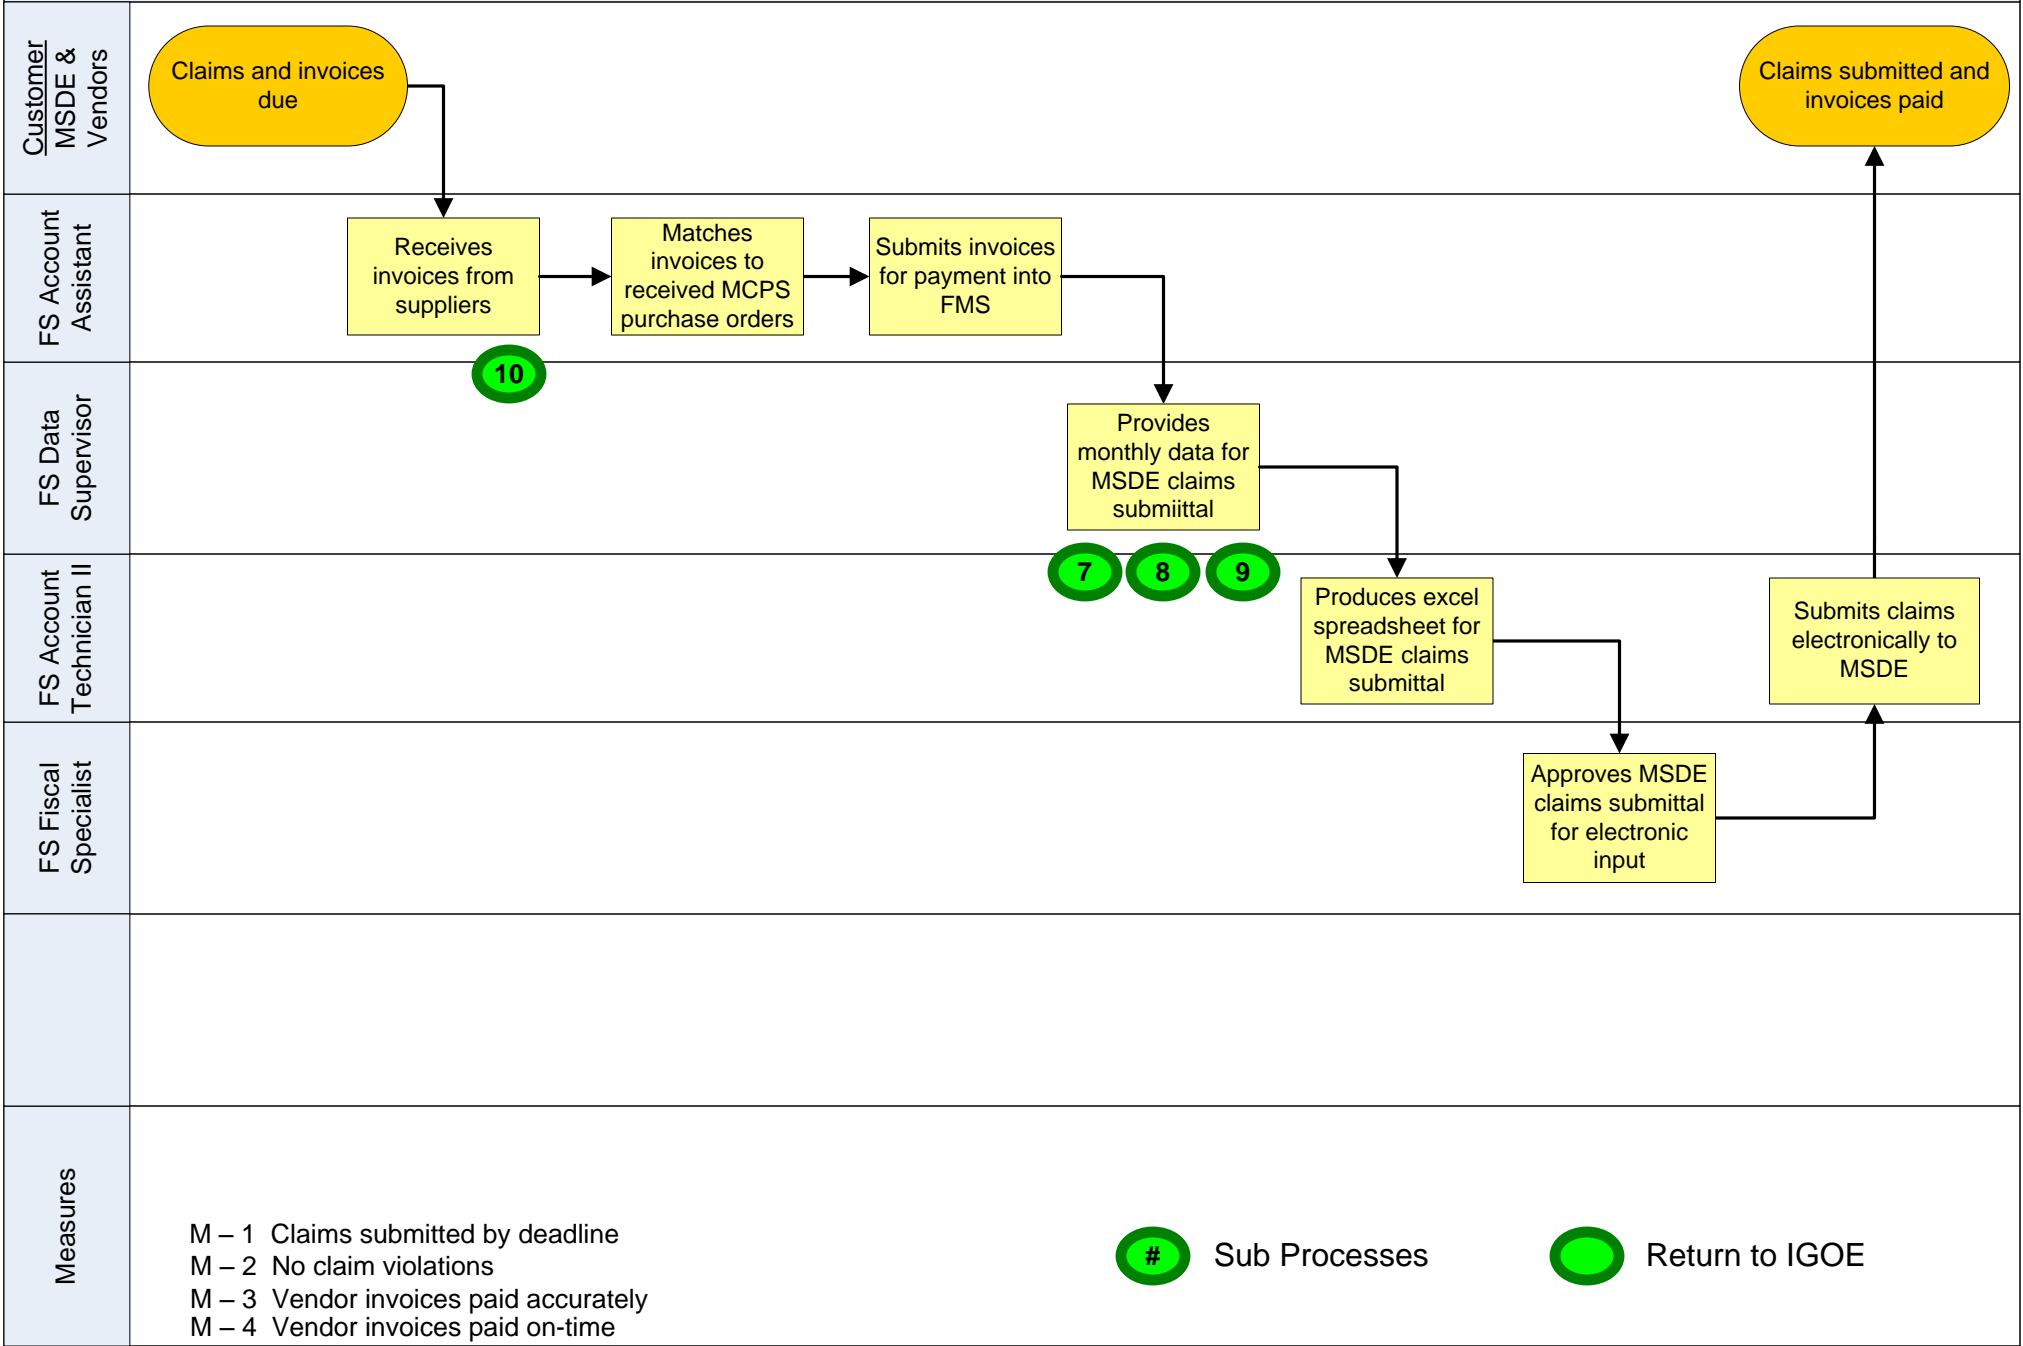 Customer
MSDE &
Vendors
Claims and invoices
due
Claims submitted and
invoices paid
FS Account
Assistant
Receives
invoices from
suppliers
Matches
invoices to
received MCPS
purchase orders
Submits invoices
for payment into
FMS
10
FS Data
Supervisor
Provides
monthly data for
MSDE claims
submiittal
7
8
9
FS Account
Technician II
Produces excel
spreadsheet for
MSDE claims
submittal
Submits claims
electronically to
MSDE
FS Fiscal
Specialist
Approves MSDE
claims submittal
for electronic
input
Measures
M – 1 Claims submitted by deadline
M – 2 No claim violations
M – 3 Vendor invoices paid accurately
M – 4 Vendor invoices paid on-time
# Sub Processes
Return to IGOE